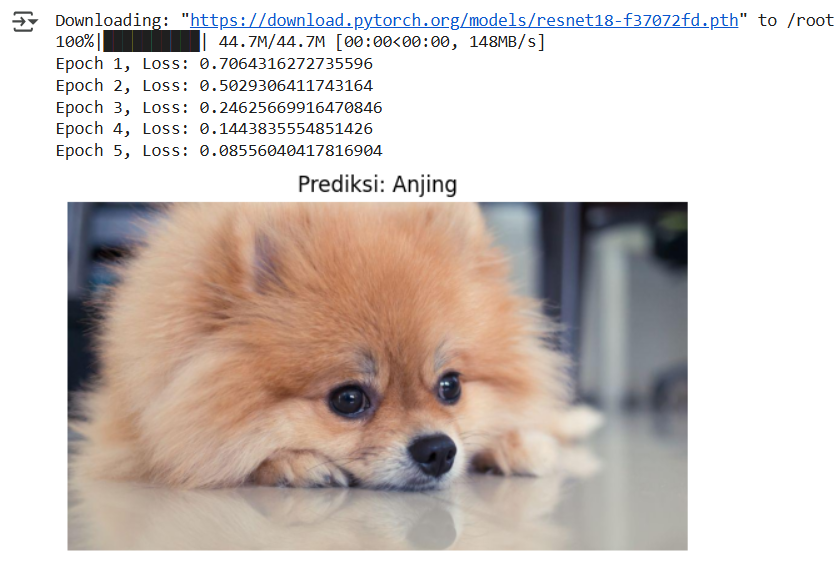 Downloading: "https://download.pytorch.org/models/resnet18-f37072fd.pth" to /root
100%|██████████| 44.7M/44.7M [00:00<00:00, 148MB/s]
Epoch 1, Loss: 0.7064316272735596
Epoch 2, Loss: 0.5029306411743164
Epoch 3, Loss: 0.24625669916470846
Epoch 4, Loss: 0.1443835554851426
Epoch 5, Loss: 0.08556040417816904
Prediksi: Anjing